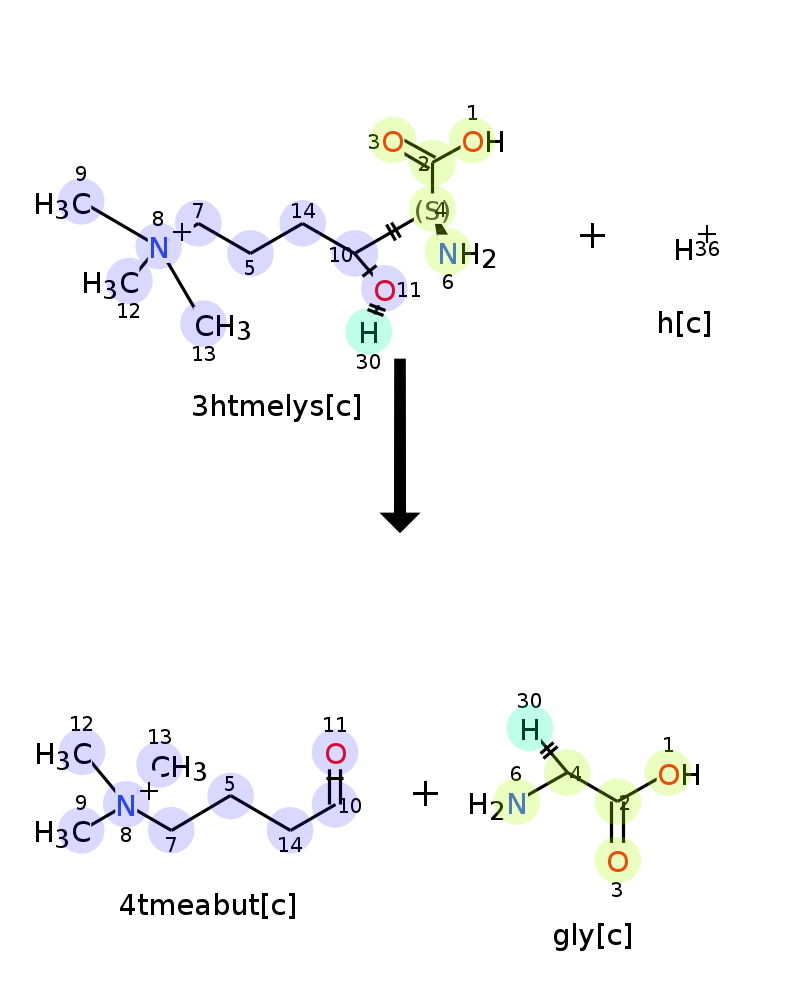 1
3 O OH
2
9
H3C 8 7 14 (S)
4
N + 10 NH2 + H+
36
5 6
H3C O 11
12 CH3 H h[c]
13 30
3htmelys[c]
30
12 13 11 H
H3C CH3 O 1
+ 5 6 4 OH
9 N 10 + H2N 2
H3C 8 7 14 O
3
4tmeabut[c]
gly[c]